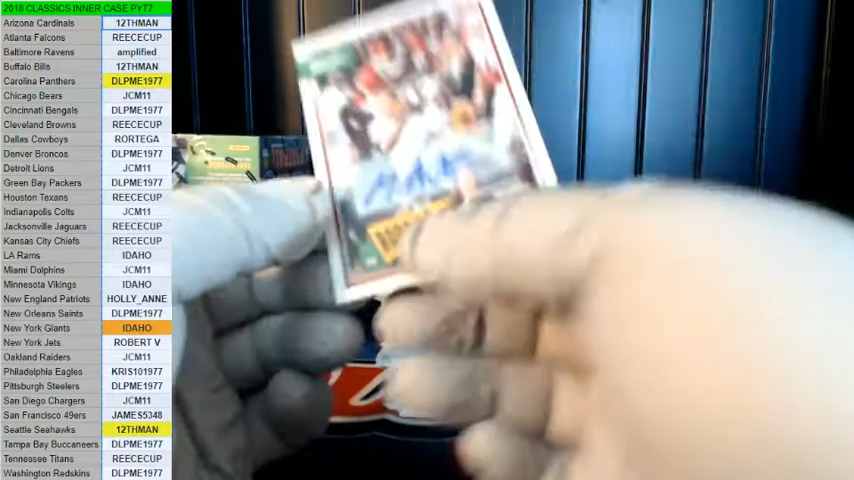 2018 CLASSICS INNER CASE PYT7
Arizona Cardinals 12THMAN
Atlanta Falcons REECECUP
Baltimore Ravens amplified
Buffalo Bills 12THMAN
Carolina Panthers DLPME1977
Chicago Bears JCM11
Cincinnati Bengals DLPME1977
Cleveland Browns REECECUP
Dallas Cowboys RORTEGA
Denver Broncos DLPME1977
Detroit Lions JCM11
Green Bay Packers DLPME1977
Houston Texans REECECUP
Indianapolis Colts JCM11
Jacksonville Jaguars REECECUP
Kansas City Chiefs REECECUP
LA Rams IDAHO
Miami Dolphins JCM11
Minnesota Vikings IDAHO
New England Patriots HOLLY_ANNE
New Orleans Saints DLPME1977
New York Giants IDAHO
New York Jets ROBERT V
Oakland Raiders JCM11
Philadelphia Eagles KRIS101977
Pittsburgh Steelers DLPME1977
San Diego Chargers JCM11
San Francisco 49ers JAMES5348
Seattle Seahawks 12THMAN
Tampa Bay Buccaneers DLPME1977
Tennessee Titans REECECUP
Washington Redskins DLPME1977